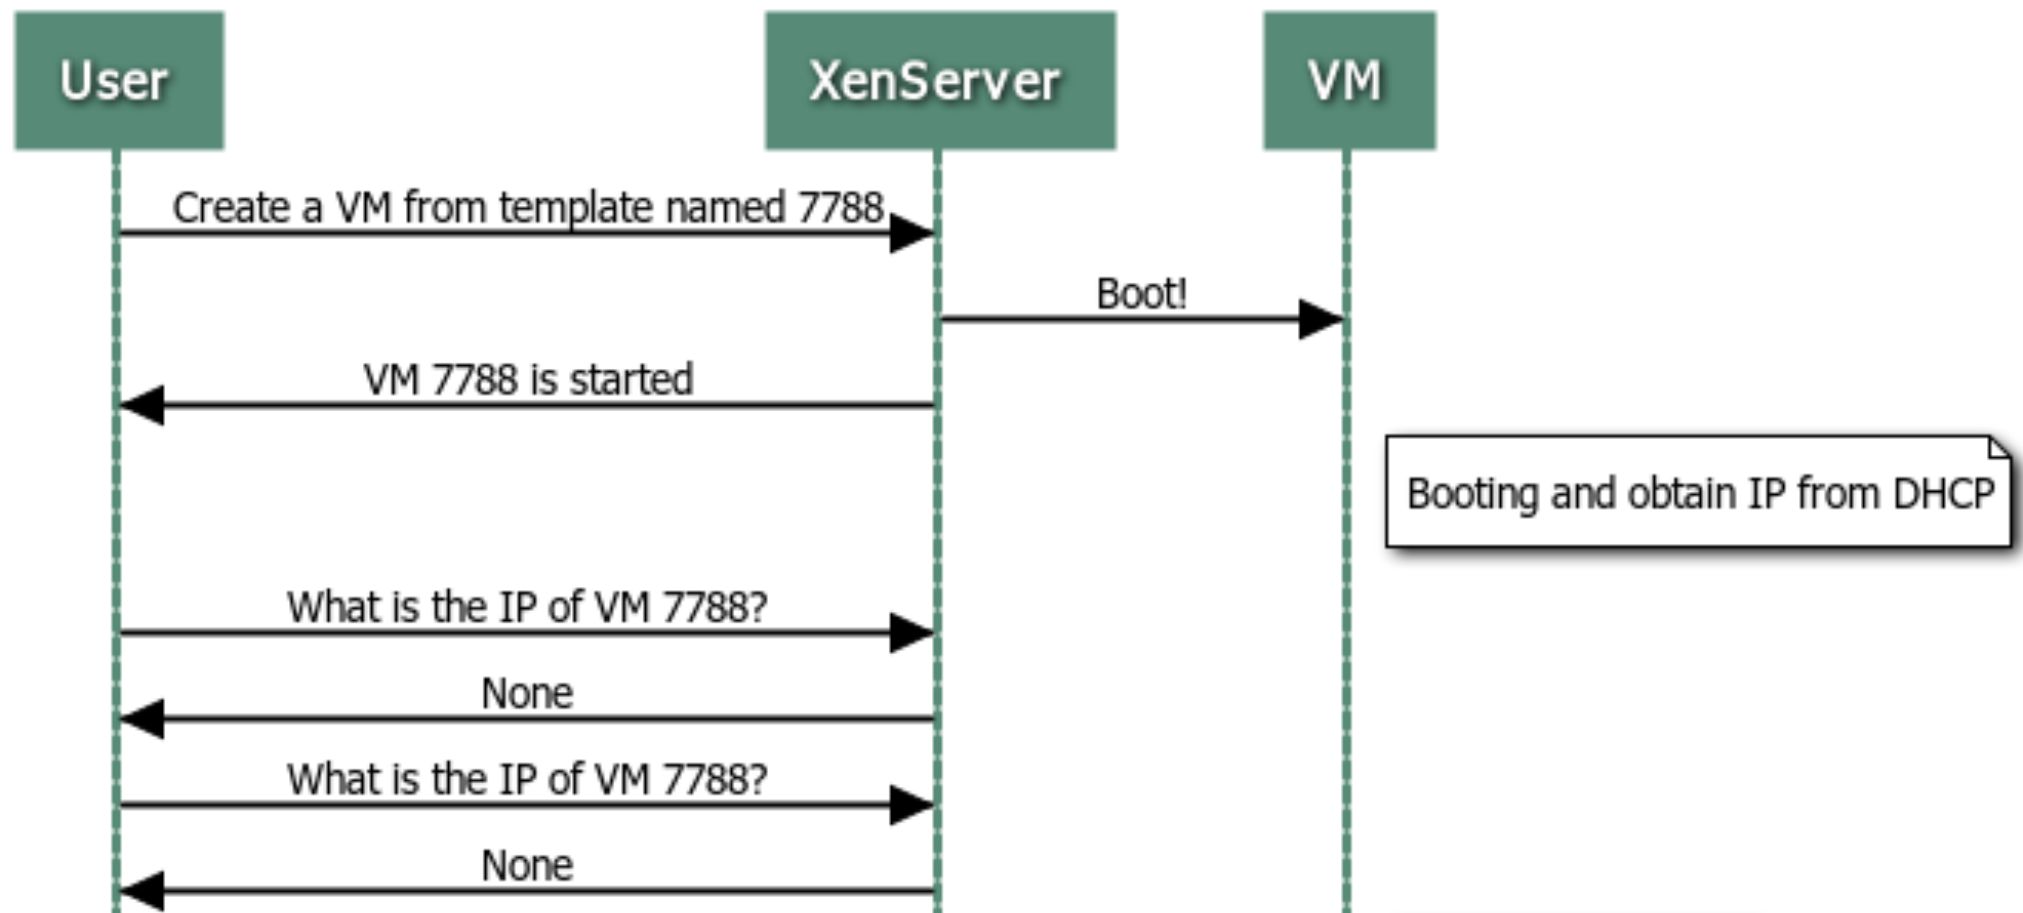 User
XenServer
VM
Create a VM from template named 7788
Boot!
VM 7788 is started
Booting and obtain IP from DHCP
What is the IP of VM 7788?
None
What is the IP of VM 7788?
None